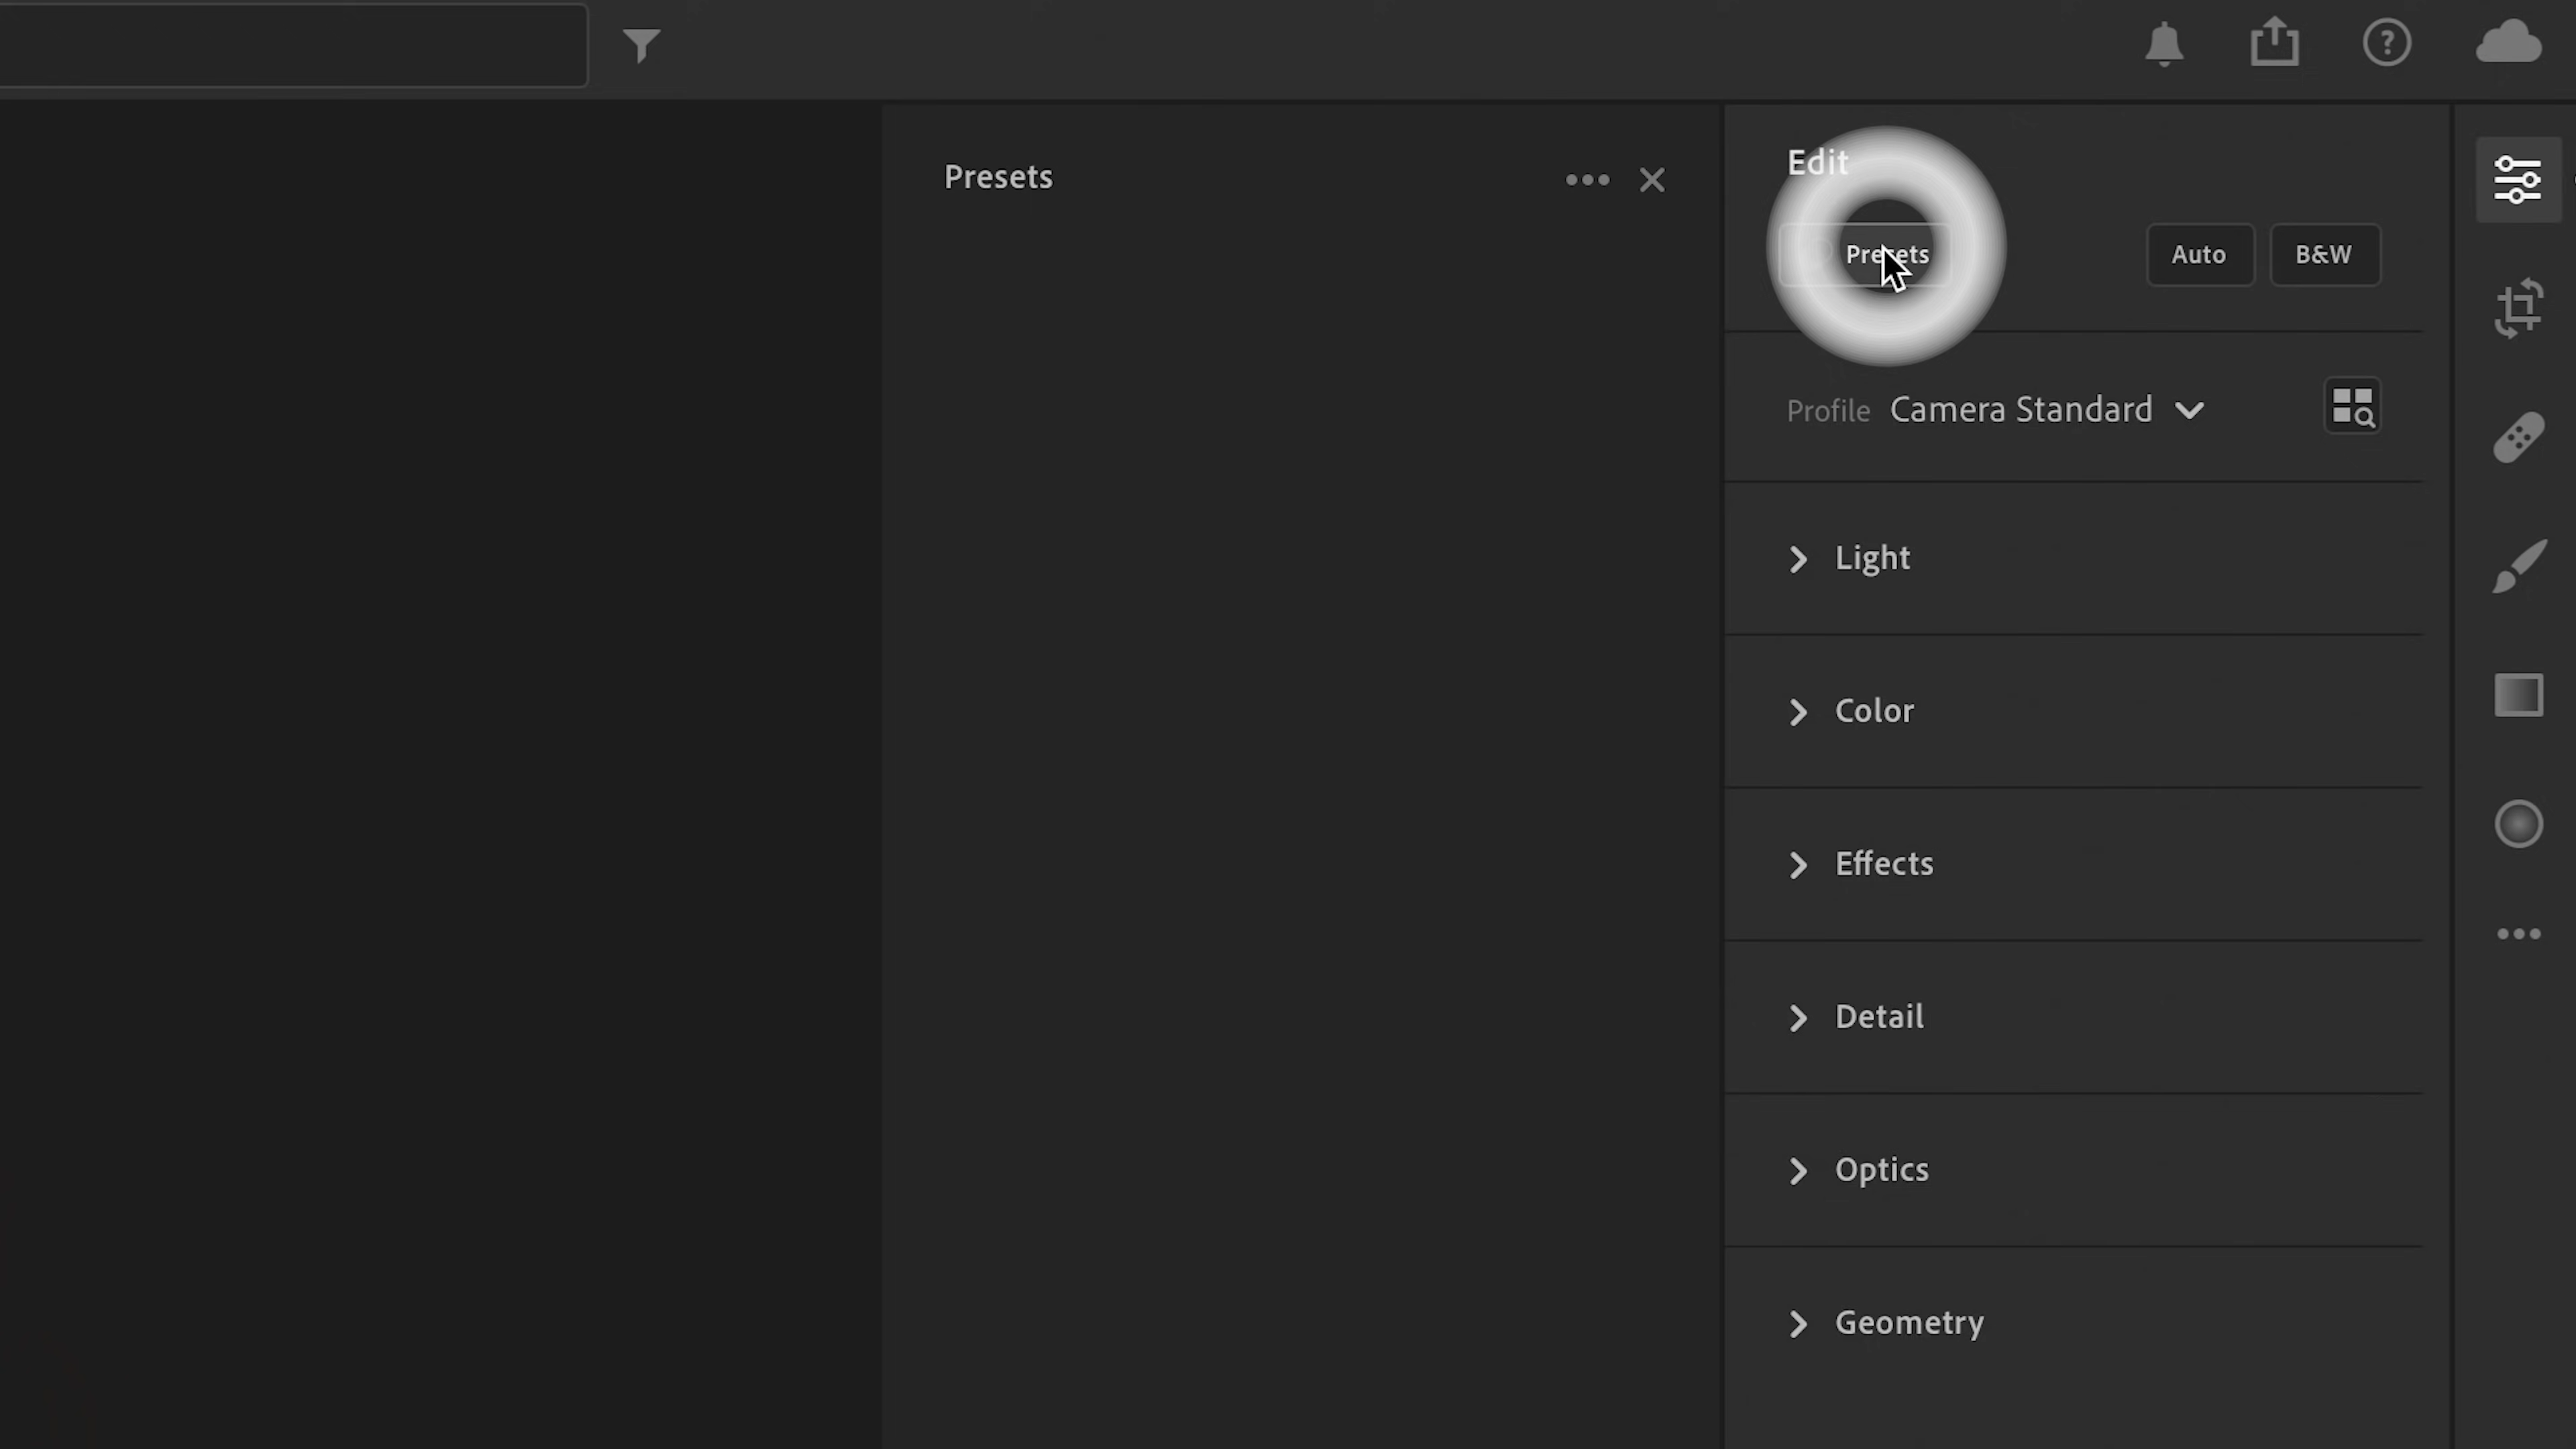 Presets
Edit
Presets
Auto
B&W
Profile Camera Standard
Light
Color
Effects
Detail
Optics
Geometry